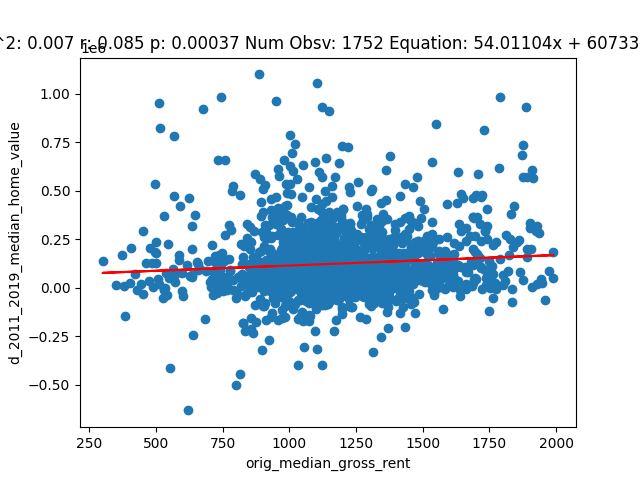 ^2: 0.007 r: 0.085 p: 0.00037 Num Obsv: 1752 Equation: 54.01104x + 60733
1e6
1.00
0.75
0.50
0.25
0.00
−0.25
−0.50
d_2011_2019_median_home_value
250 500 750 1000 1250 1500 1750 2000
orig_median_gross_rent